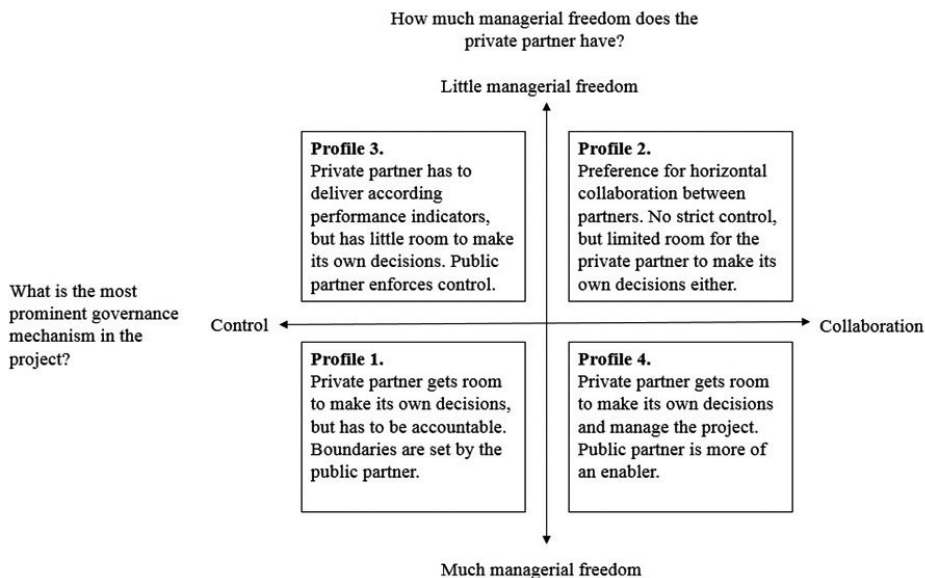 How much managerial freedom does the
private partner have?
Little managerial freedom
Profile 3.
Private partner has to
deliver according
performance indicators,
but has little room to make
its own decisions. Public
partner enforces control.
Profile 2.
Preference for horizontal
collaboration between
partners. No strict control,
but limited room for the
private partner to make its
own decisions either.
What is the most
prominent governance
mechanism in the
project?
Control
Collaboration
Profile 1.
Private partner gets room
to make its own decisions,
but has to be accountable.
Boundaries are set by the
public partner.
Profile 4.
Private partner gets room
to make its own decisions
and manage the project.
Public partner is more of
an enabler.
Much managerial freedom